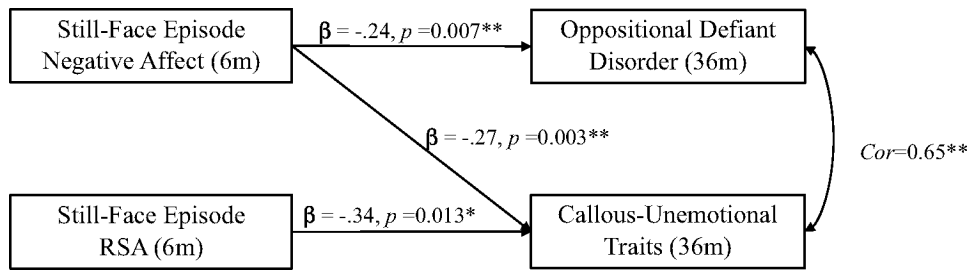 Still-Face Episode
Negative Affect (6m)
β = -.24, p =0.007**
Oppositional Defiant
Disorder (36m)
β = -.27, p =0.003**
Cor=0.65**
Still-Face Episode
RSA (6m)
β = -.34, p =0.013*
Callous-Unemotional
Traits (36m)